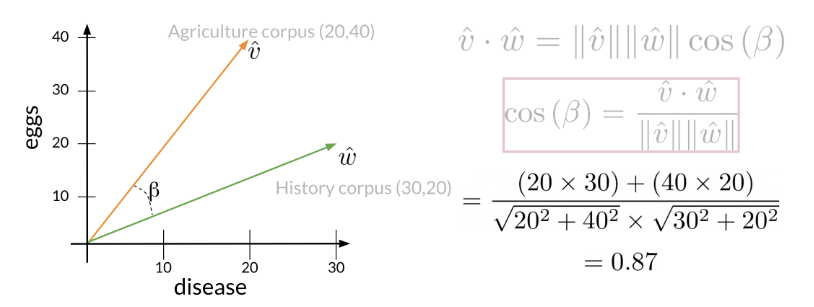 40
30
20
10
eggs
Agriculture corpus (20,40)
v̂
β
ŵ
History corpus (30,20)
10 20 30
disease
v̂ · ŵ = ||v̂|| ||ŵ|| cos (β)
cos (β) = v̂ · ŵ / ||v̂|| ||ŵ||
= (20 × 30) + (40 × 20) / √20² + 40² × √30² + 20²
= 0.87